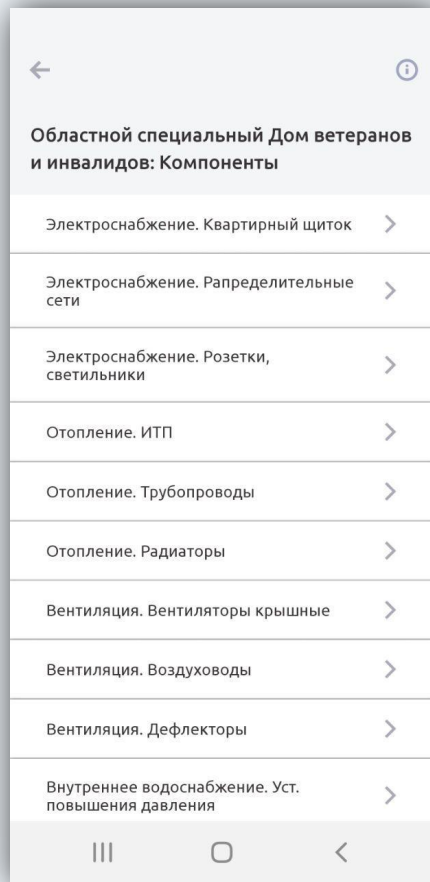 Областной специальный Дом ветеранов
и инвалидов: Компоненты
Электроснабжение. Квартирный щиток
Электроснабжение. Рапределительные
сети
Электроснабжение. Розетки,
светильники
Отопление. ИТП
Отопление. Трубопроводы
Отопление. Радиаторы
Вентиляция. Вентиляторы крышные
Вентиляция. Воздуховоды
Вентиляция. Дефлекторы
Внутреннее водоснабжение. Уст.
повышения давления